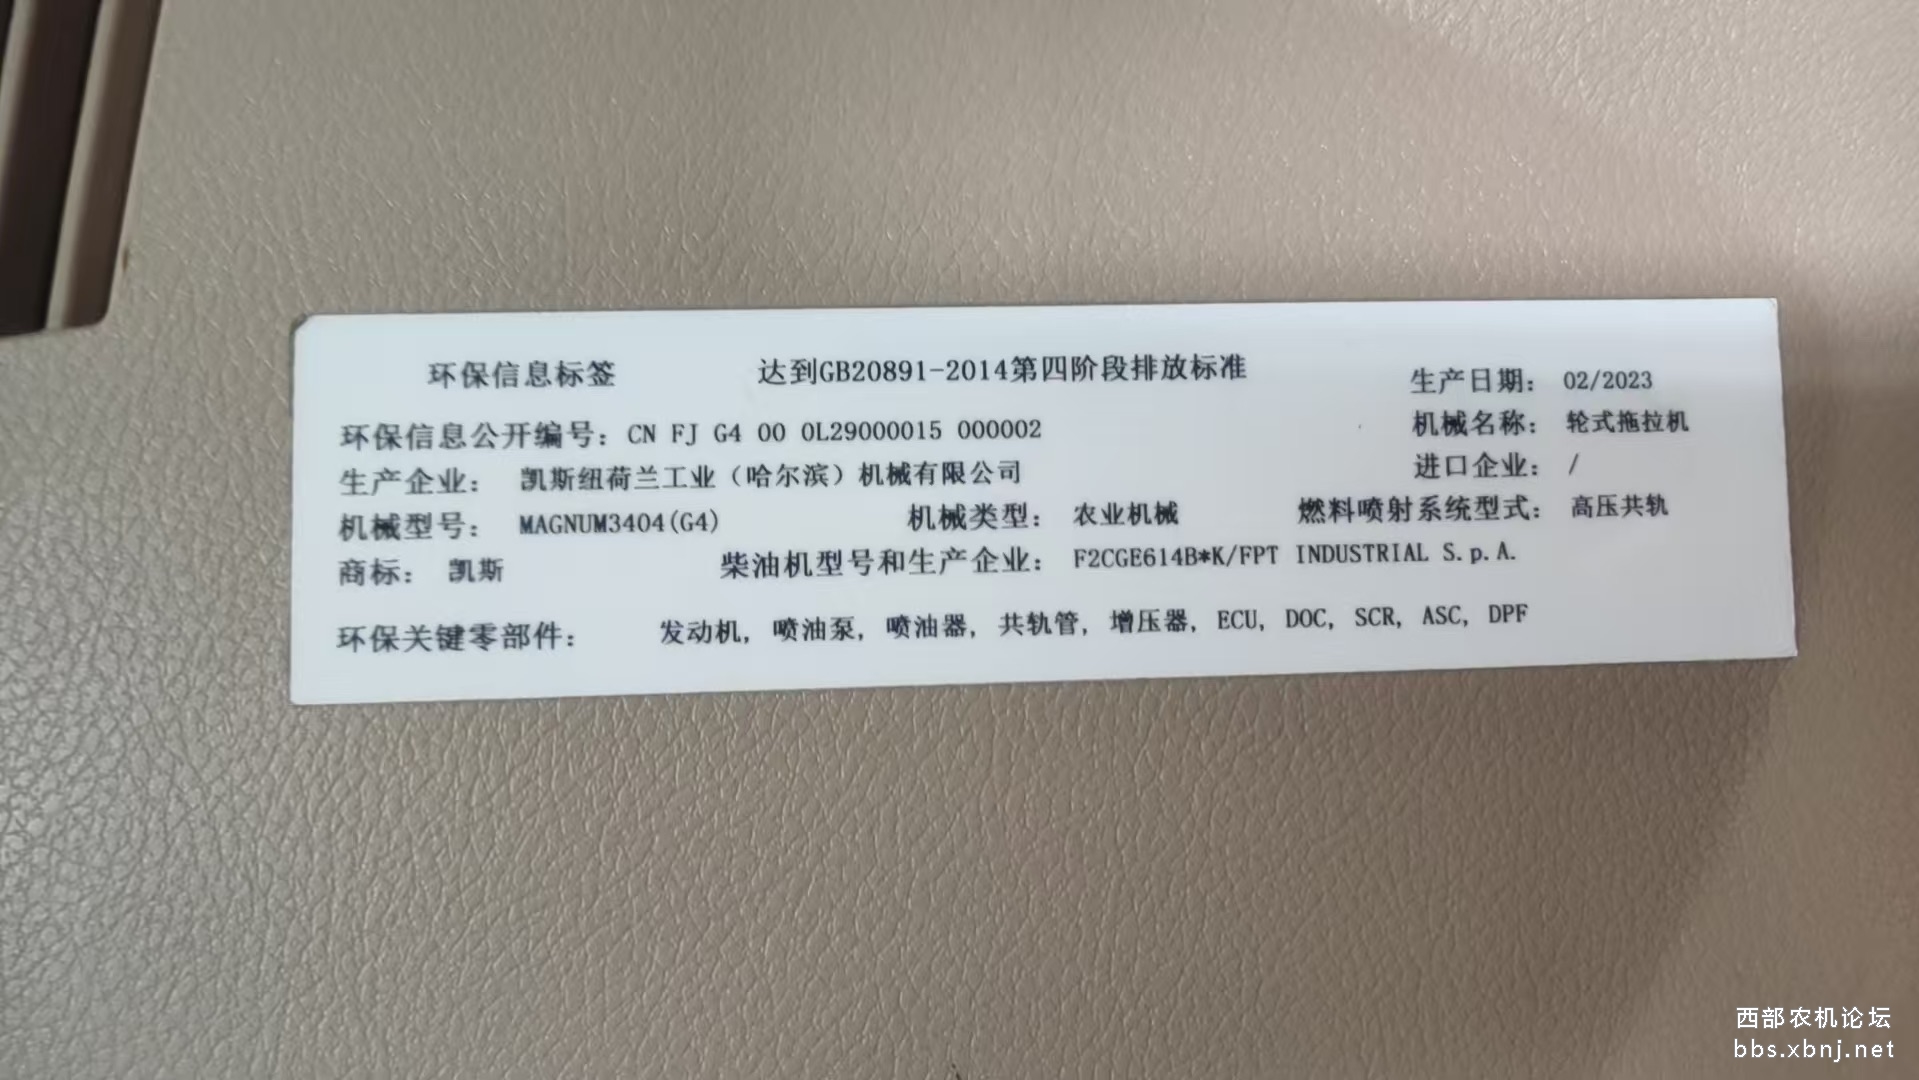 环保信息标签 达到GB20891-2014第四阶段排放标准 生产日期: 02/2023
环保信息公开编号: CN FJ G4 00 0L29000015 000002 机械名称: 轮式拖拉机
生产企业: 凯斯纽荷兰工业（哈尔滨）机械有限公司 进口企业: /
机械型号: MAGNUM3404(G4) 机械类型: 农业机械 燃料喷射系统型式: 高压共轨
商标: 凯斯 柴油机型号和生产企业: F2CGE614B*K/FPT INDUSTRIAL S.p.A.
环保关键零部件: 发动机, 喷油泵, 喷油器, 共轨管, 增压器, ECU, DOC, SCR, ASC, DPF
西部农机论坛
bbs.xbnj.net